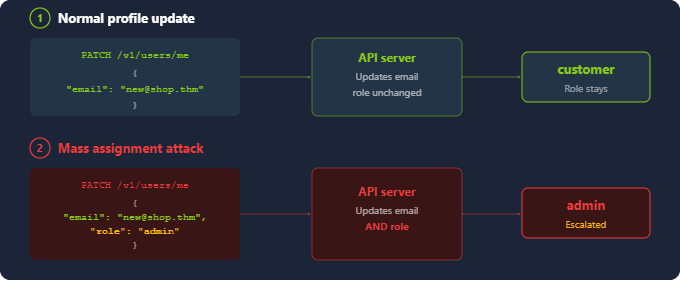 1 Normal profile update
PATCH /v1/users/me
{
"email": "new@shop.thm"
}
API server
Updates email
role unchanged
customer
Role stays
2 Mass assignment attack
PATCH /v1/users/me
{
"email": "new@shop.thm",
"role": "admin"
}
API server
Updates email
AND role
admin
Escalated